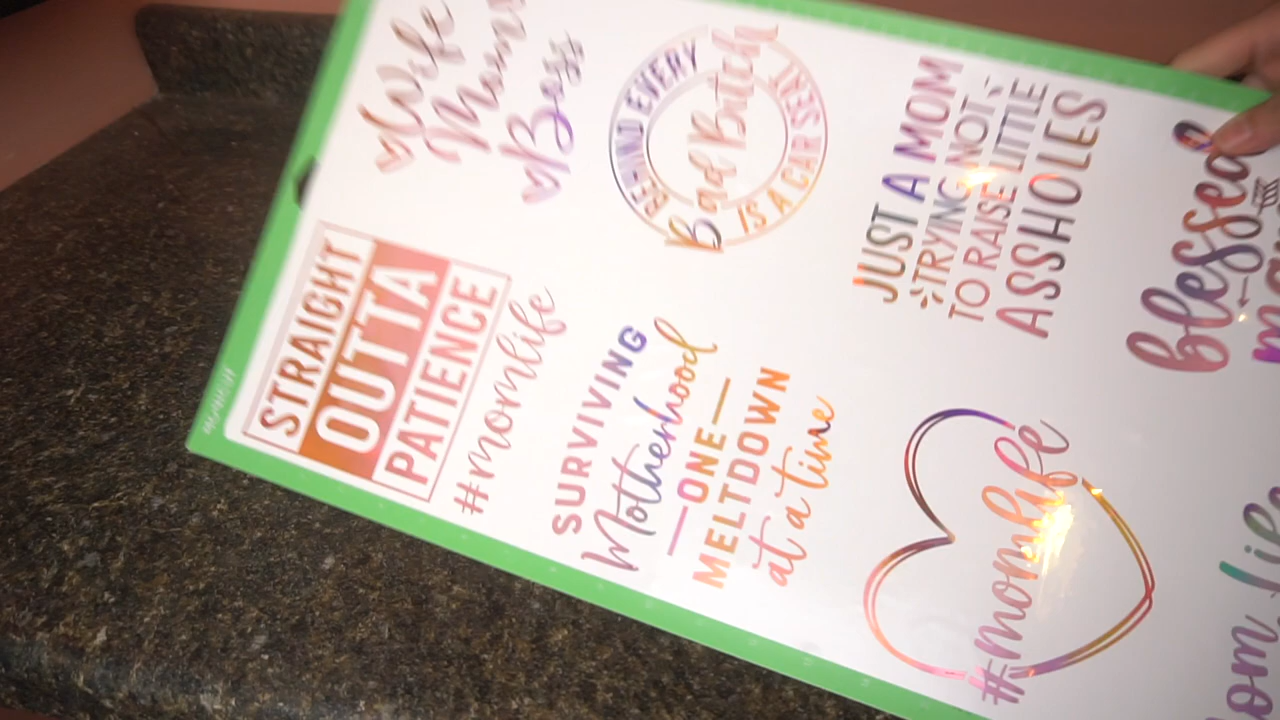 Wife
Mom
Boss
BEHIND EVERY
Bad Bitch
IS A CAR SEAT
JUST A MOM
TRYING NOT
TO RAISE LITTLE
ASSHOLES
blessed
STRAIGHT
OUTTA
PATIENCE
#momlife
SURVIVING
Motherhood
ONE
MELTDOWN
at a time
#momlife